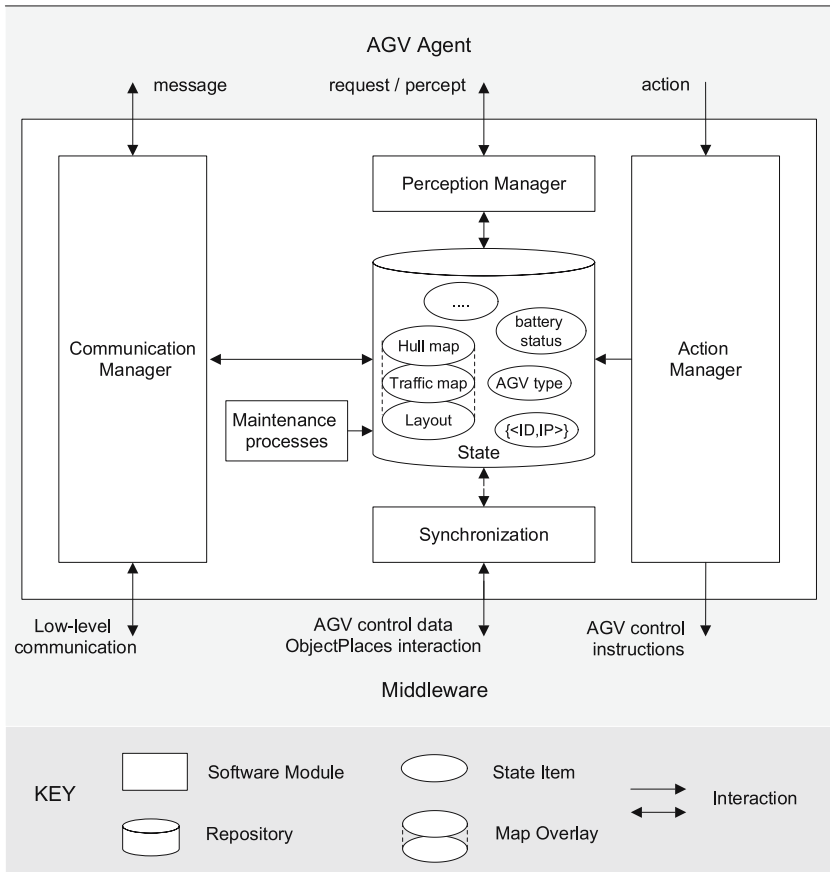 AGV Agent
message
request / percept
action
Perception Manager
Communication
Manager
....
battery
status
Hull map
Traffic map
AGV type
Layout
{<ID,IP>}
State
Action
Manager
Maintenance
processes
Synchronization
Low-level
communication
AGV control data
ObjectPlaces interaction
AGV control
instructions
Middleware
KEY
Software Module
State Item
Interaction
Repository
Map Overlay